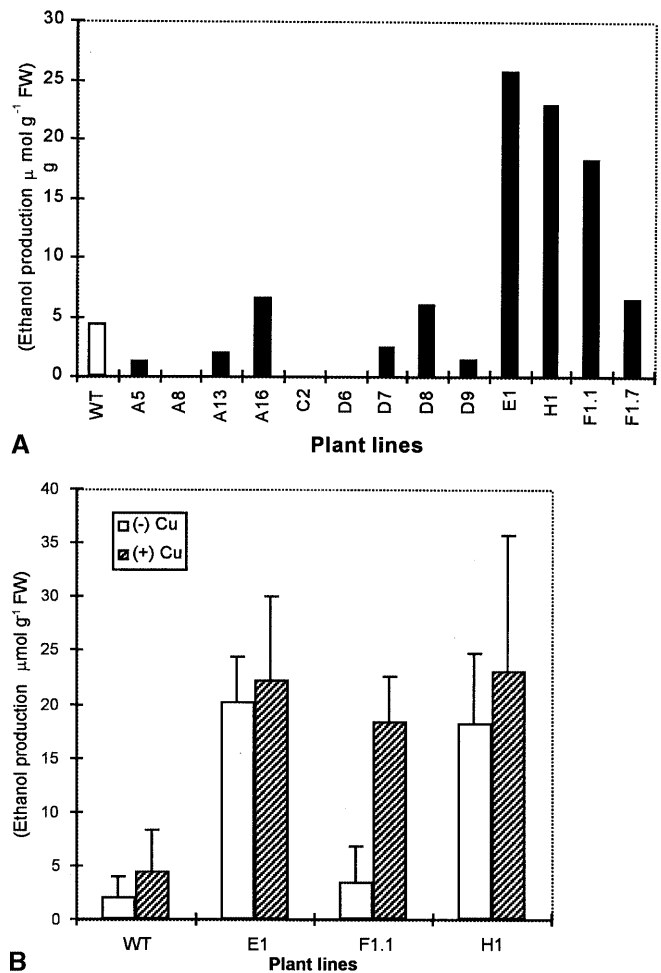 30
25
20
15
10
5
0
(Ethanol production μ mol g⁻¹ FW)
g
WT A5 A8 A13 A16 C2 D6 D7 D8 D9 E1 H1 F1.1 F1.7
Plant lines
A
40
35
30
25
20
15
10
5
0
(Ethanol production μmol g⁻¹ FW)
(-) Cu
(+) Cu
WT E1 F1.1 H1
Plant lines
B